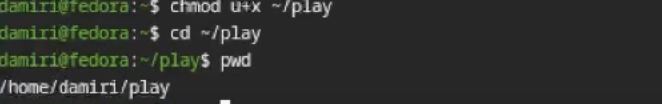 damiri@fedora:~$ chmod u+x ~/play
damiri@fedora:~$ cd ~/play
damiri@fedora:~/play$ pwd
/home/damiri/play